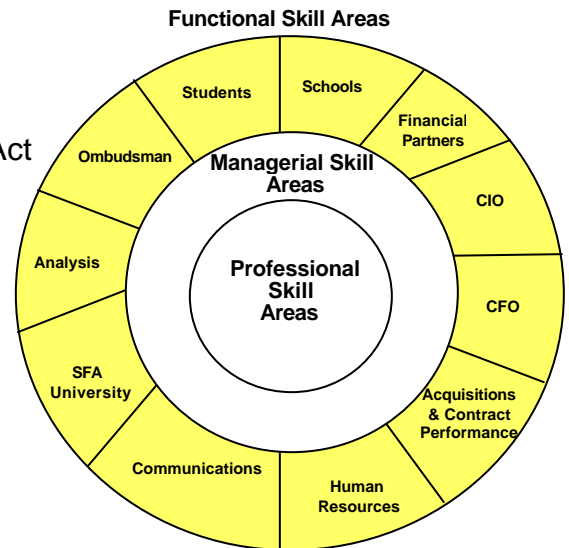 Functional Skill Areas
Students
Schools
Financial
Partners
Act
Ombudsman
Managerial Skill
Areas
CIO
Analysis
Professional
Skill
Areas
CFO
SFA
University
Acquisitions
& Contract
Performance
Communications
Human
Resources